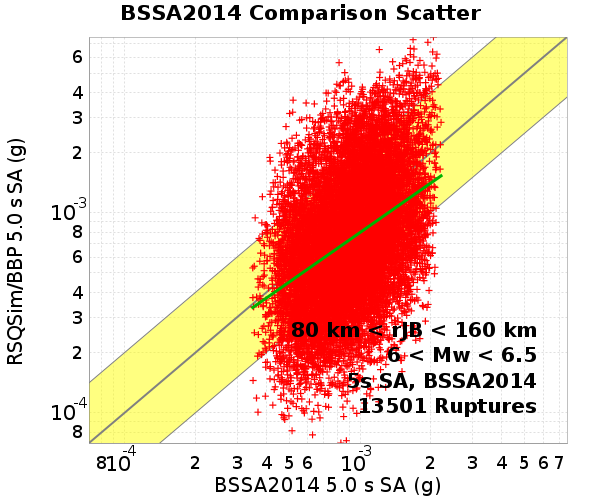 BSSA2014 Comparison Scatter
RSQSim/BBP 5.0 s SA (g)
6
4
3
2
10-3
8
6
4
3
2
10-4
8
80 km < rJB < 160 km
6 < Mw < 6.5
5s SA, BSSA2014
13501 Ruptures
8 10-4 2 3 4 5 6 10-3 2 3 4 5 6 7
BSSA2014 5.0 s SA (g)